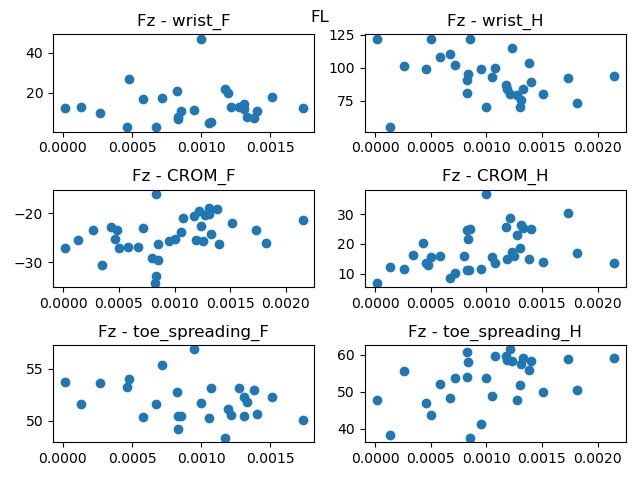 FL
Fz - wrist_F
Fz - wrist_H
40
20
0.0000 0.0005 0.0010 0.0015
125
100
75
0.0000 0.0005 0.0010 0.0015 0.0020
Fz - CROM_F
Fz - CROM_H
−20
−30
0.0000 0.0005 0.0010 0.0015 0.0020
30
20
10
0.0000 0.0005 0.0010 0.0015 0.0020
Fz - toe_spreading_F
Fz - toe_spreading_H
55
50
0.0000 0.0005 0.0010 0.0015
60
50
40
0.0000 0.0005 0.0010 0.0015 0.0020